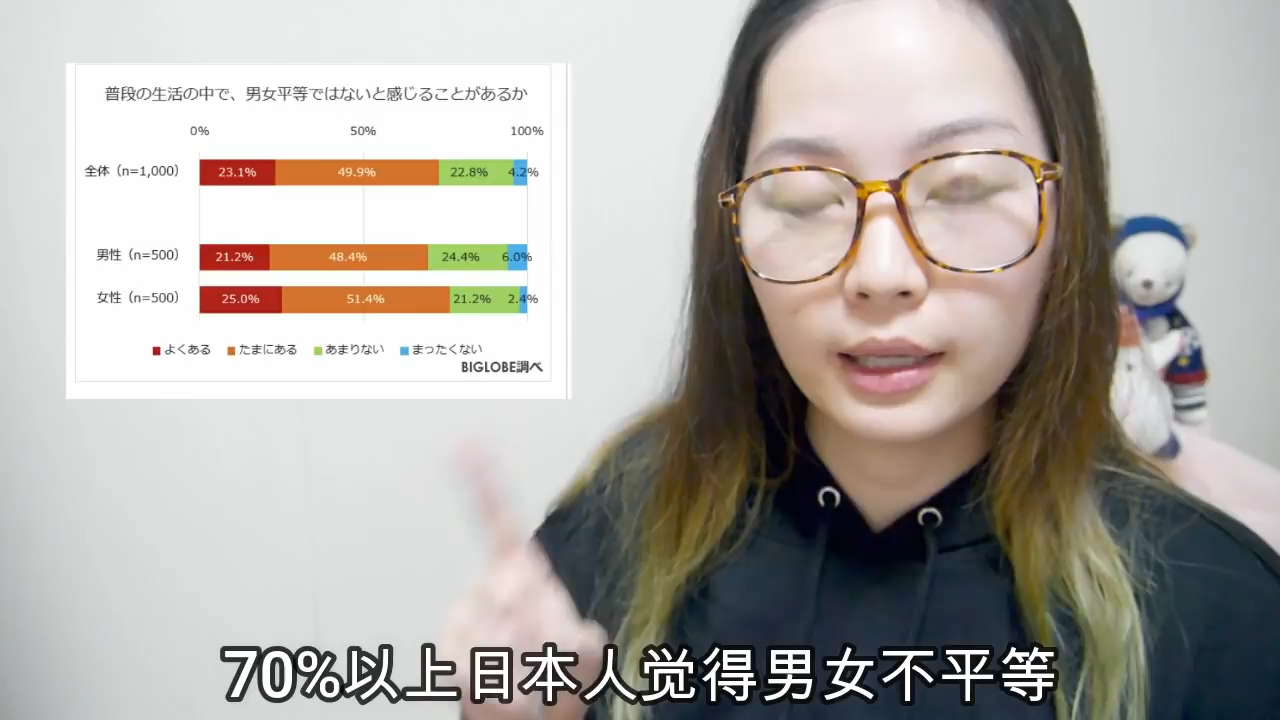 普段の生活の中で、男女平等ではないと感じることがあるか
0% 50% 100%
全体（n=1,000） 23.1% 49.9% 22.8% 4.2%
男性（n=500） 21.2% 48.4% 24.4% 6.0%
女性（n=500） 25.0% 51.4% 21.2% 2.4%
よくある たまにある あまりない まったくない
BIGLOBE調べ
70%以上日本人觉得男女不平等